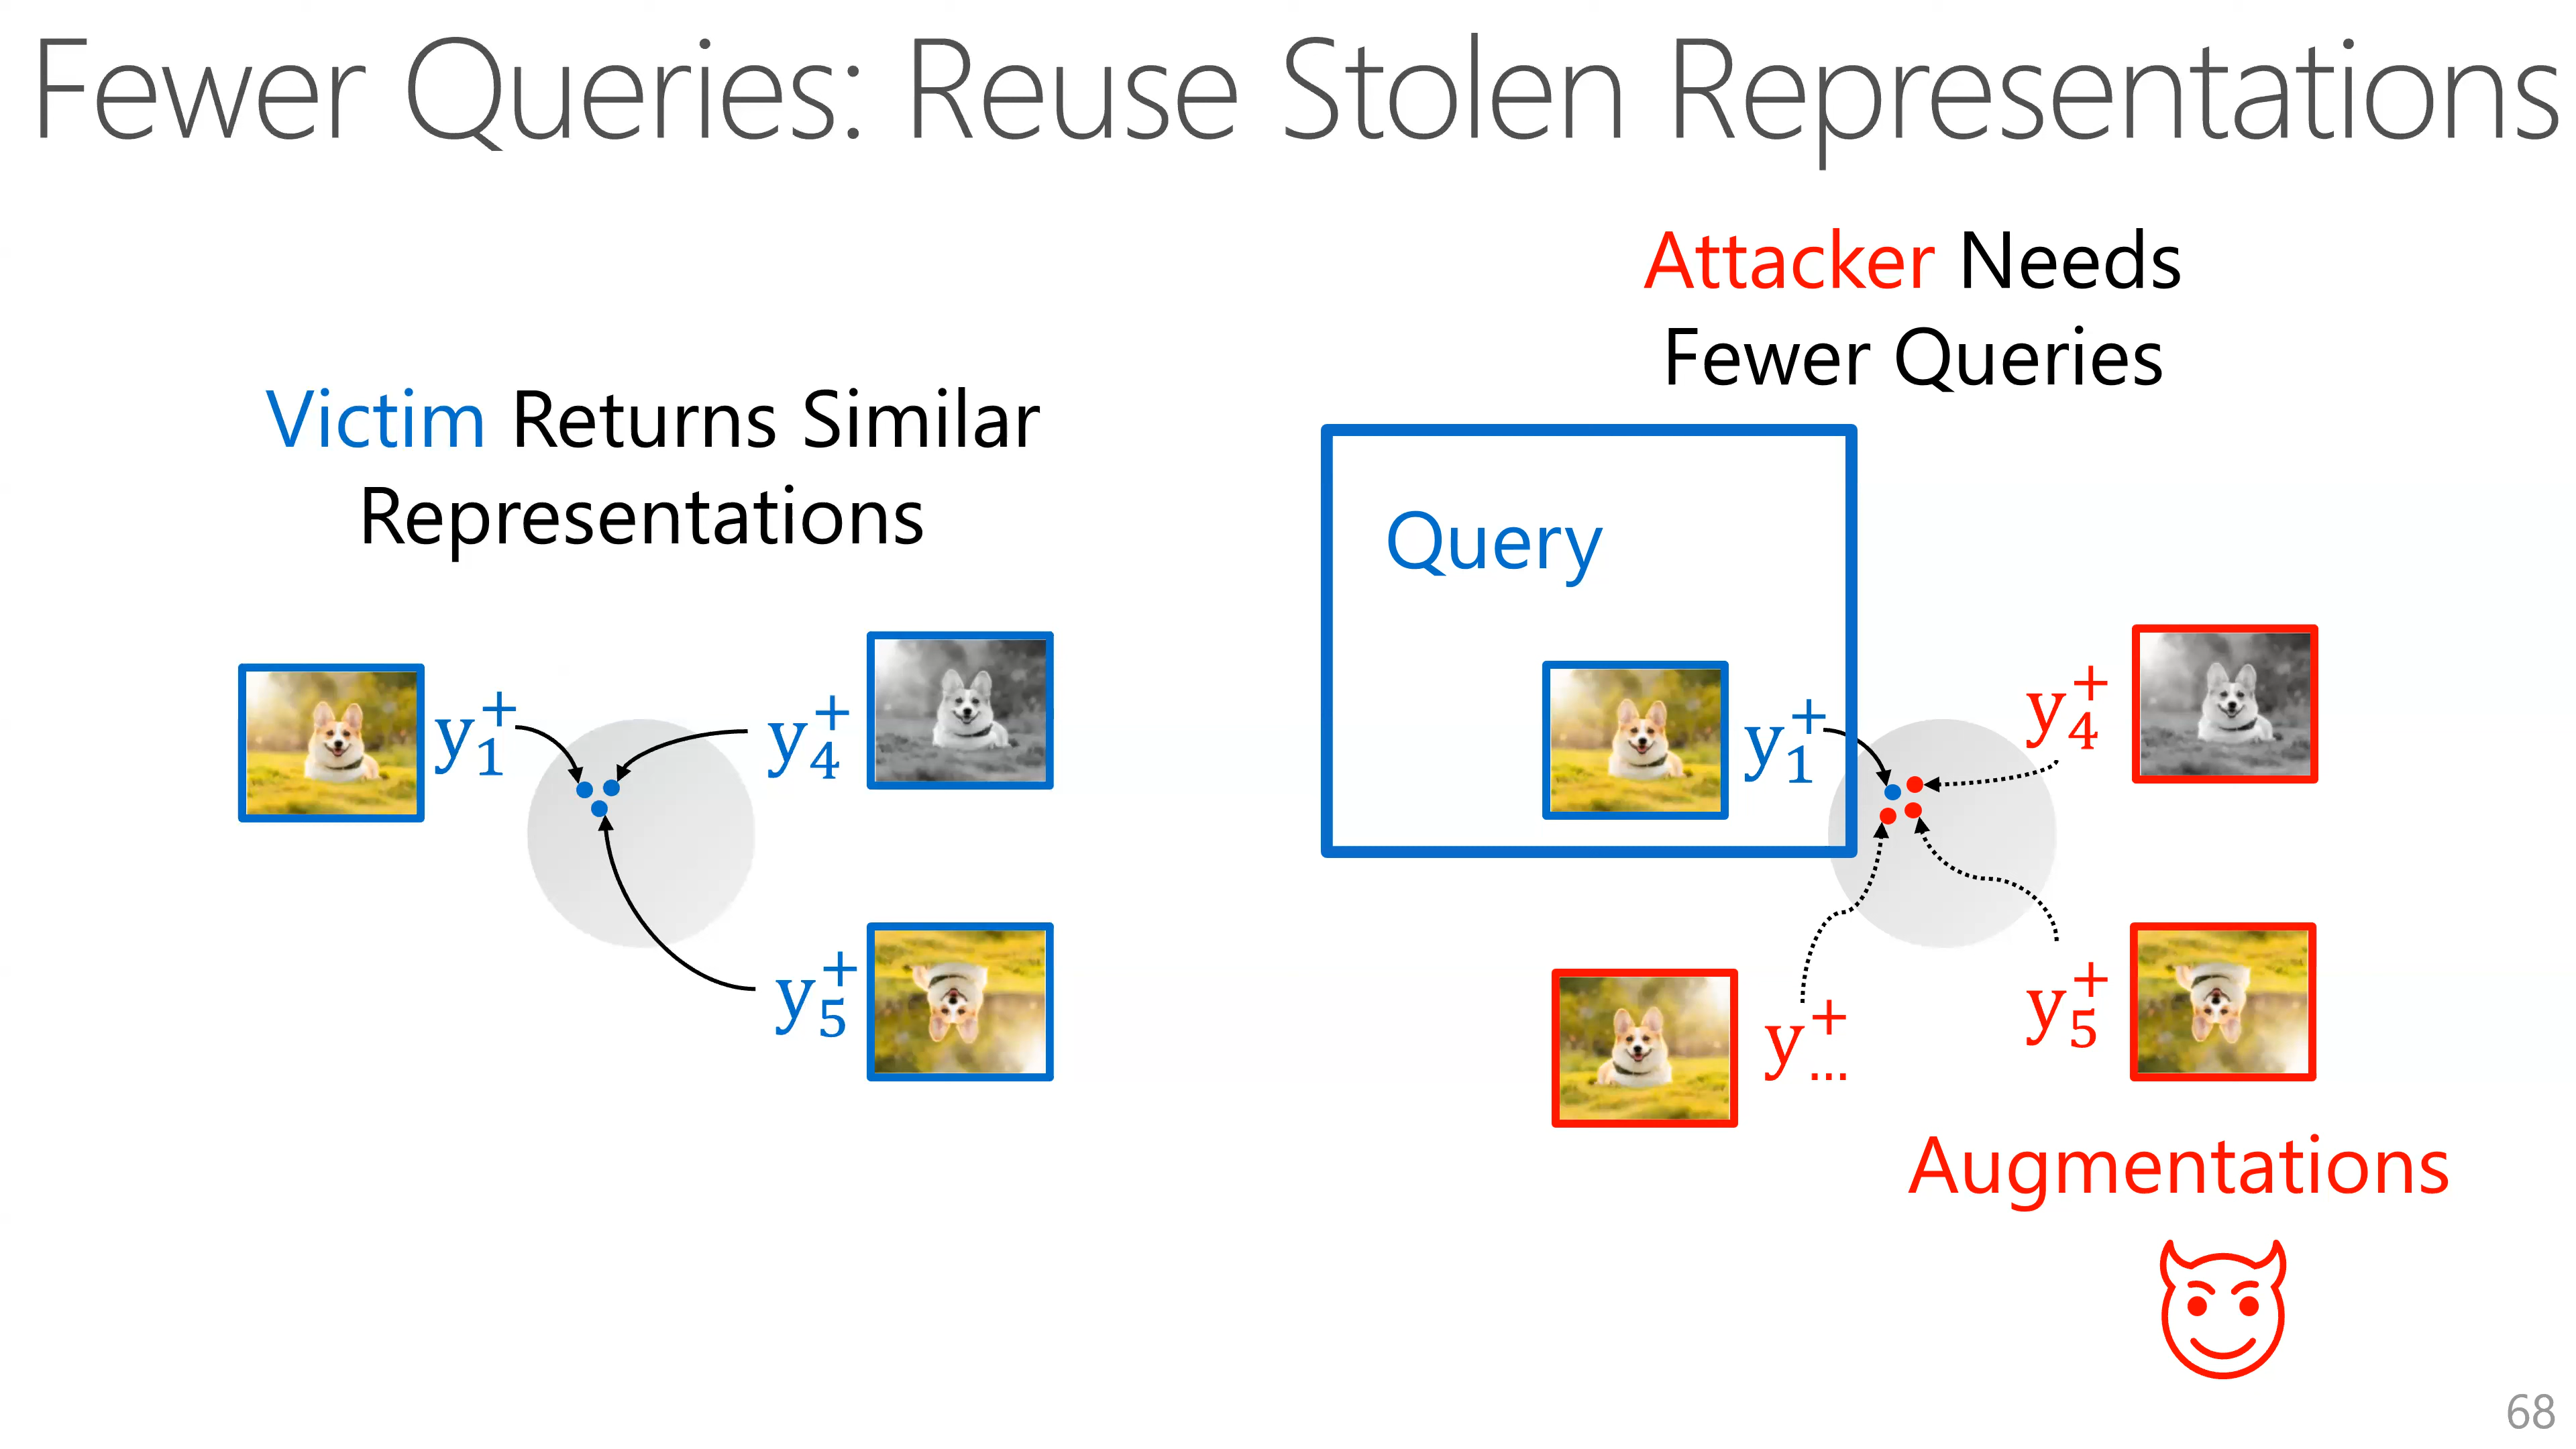 Fewer Queries: Reuse Stolen Representations
Victim Returns Similar
Representations
y₁⁺
y₄⁺
y₅⁺
Attacker Needs
Fewer Queries
Query
y₁⁺
y₄⁺
y…⁺
y₅⁺
Augmentations
68